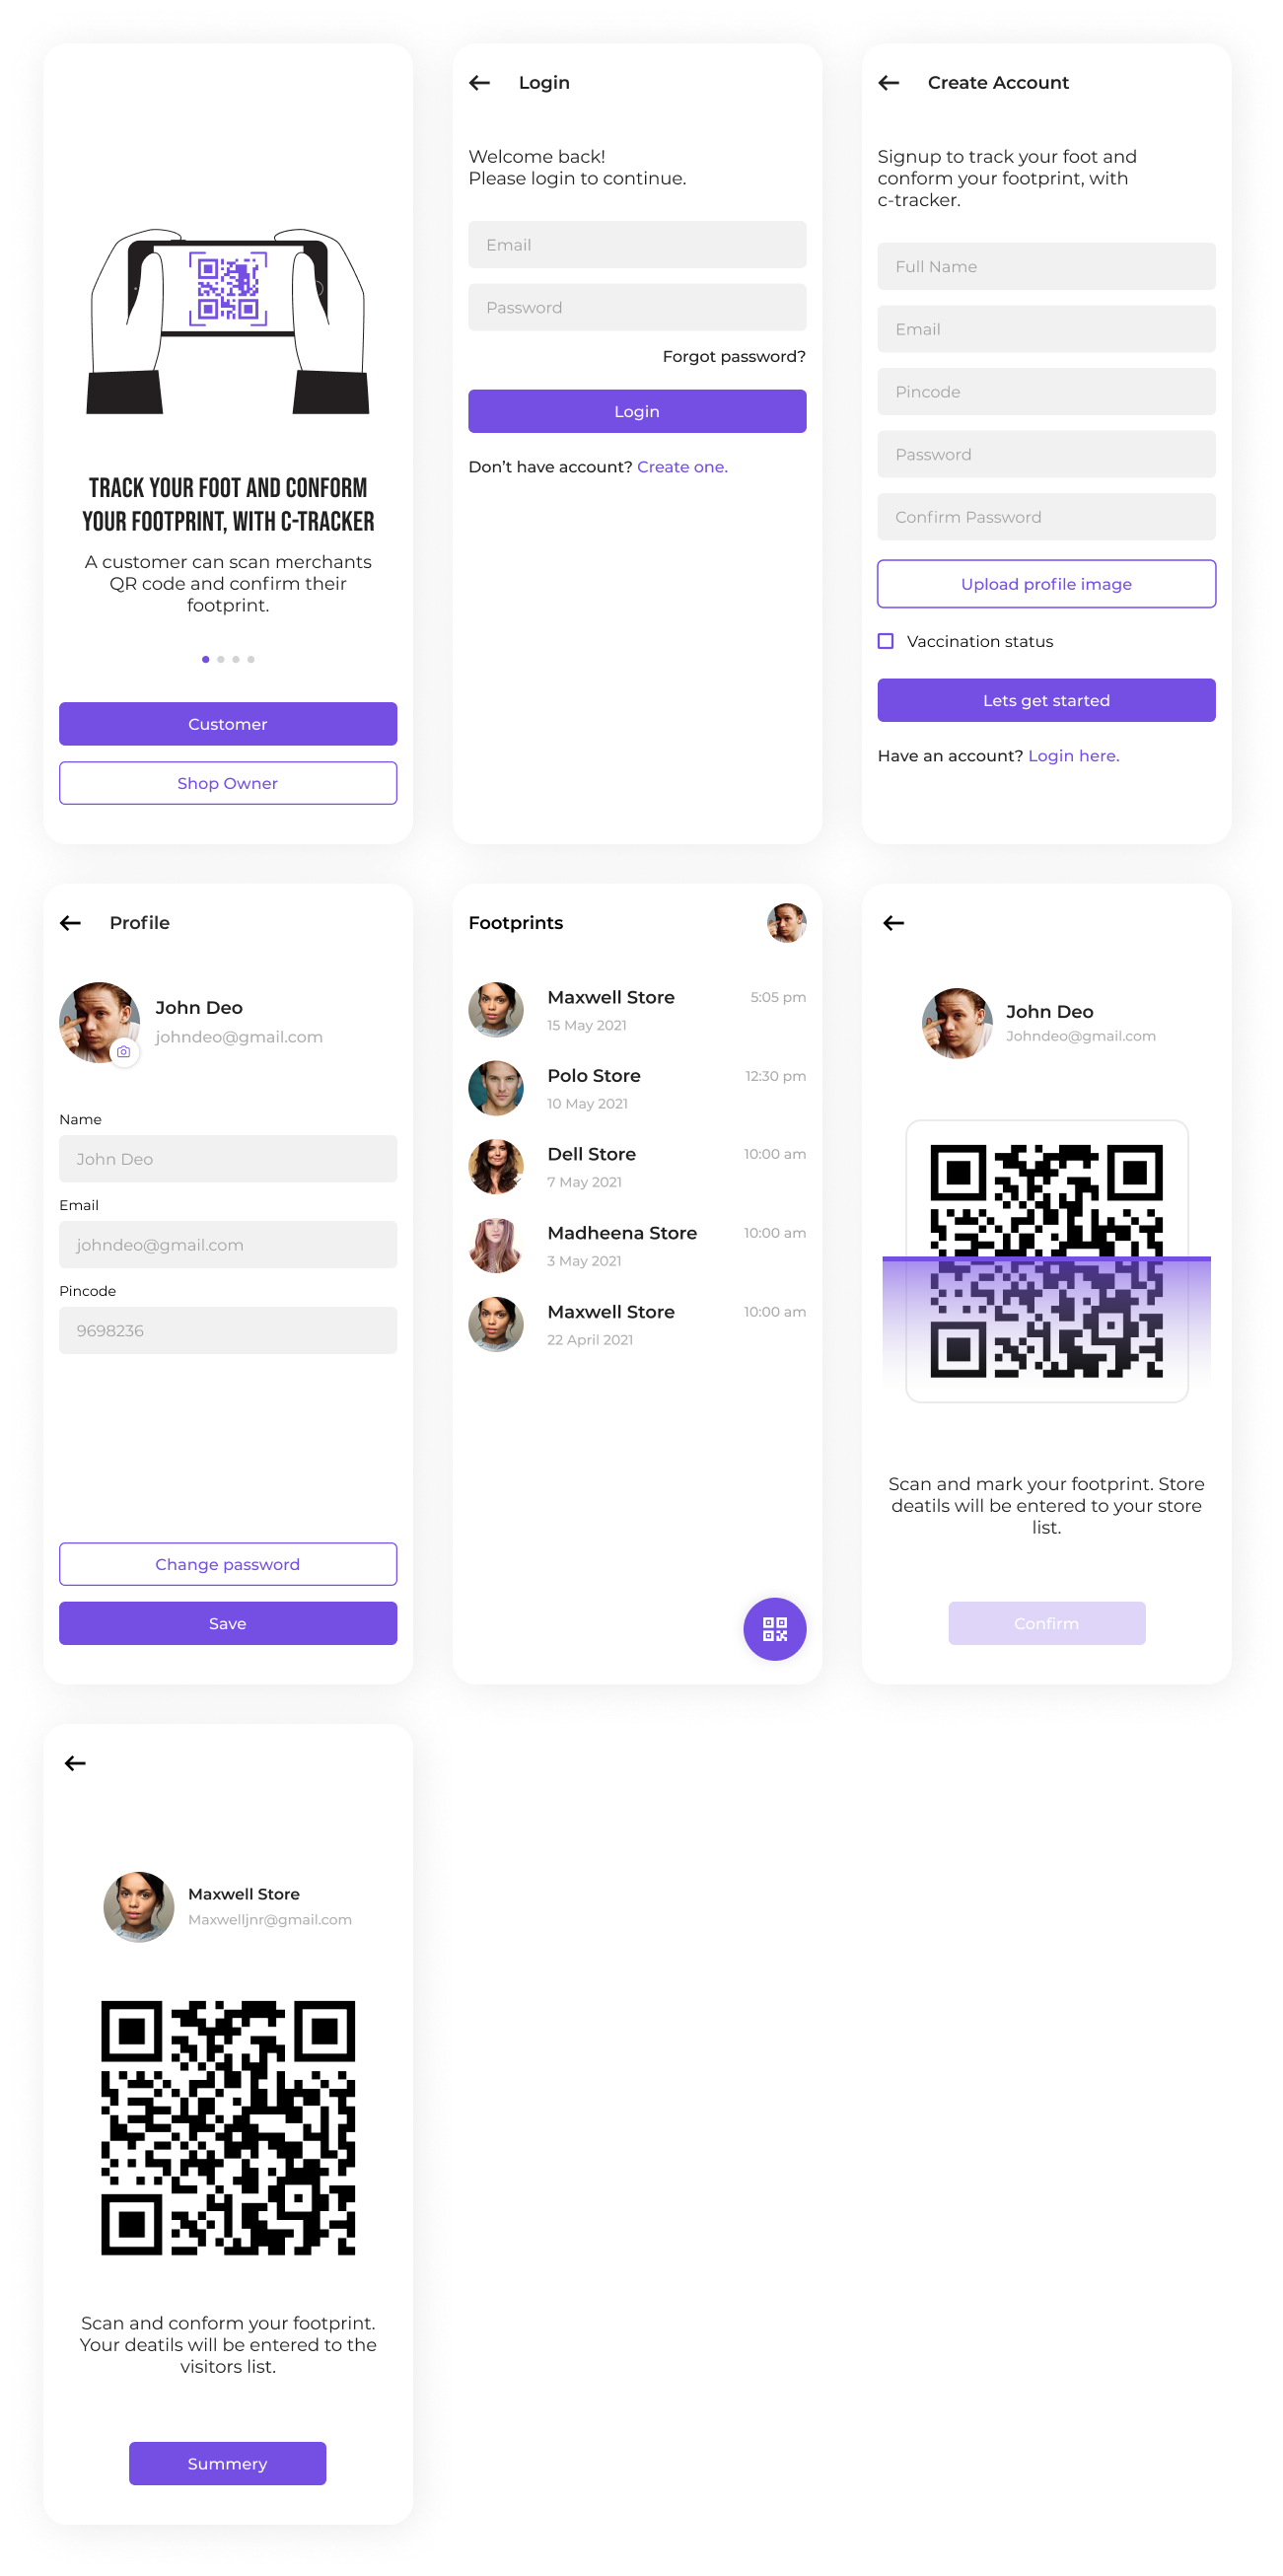 TRACK YOUR FOOT AND CONFORM
YOUR FOOTPRINT, WITH C-TRACKER
A customer can scan merchants
QR code and confirm their
footprint.
Customer
Shop Owner
Login
Welcome back!
Please login to continue.
Email
Password
Forgot password?
Login
Don’t have account? Create one.
Create Account
Signup to track your foot and
conform your footprint, with
c-tracker.
Full Name
Email
Pincode
Password
Confirm Password
Upload profile image
Vaccination status
Lets get started
Have an account? Login here.
Profile
John Deo
johndeo@gmail.com
Name
John Deo
Email
johndeo@gmail.com
Pincode
9698236
Change password
Save
Footprints
Maxwell Store 5:05 pm
15 May 2021
Polo Store 12:30 pm
10 May 2021
Dell Store 10:00 am
7 May 2021
Madheena Store 10:00 am
3 May 2021
Maxwell Store 10:00 am
22 April 2021
John Deo
Johndeo@gmail.com
Scan and mark your footprint. Store
deatils will be entered to your store
list.
Confirm
Maxwell Store
Maxwelljnr@gmail.com
Scan and conform your footprint.
Your deatils will be entered to the
visitors list.
Summery